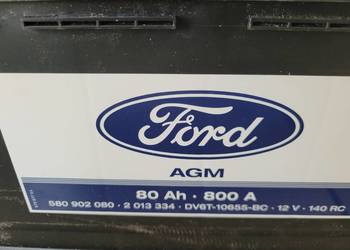 Ford
AGM
80 Ah · 800 A
580 902 080 · 2 013 334 · DV6T-10655-BC · 12 V · 140 RC